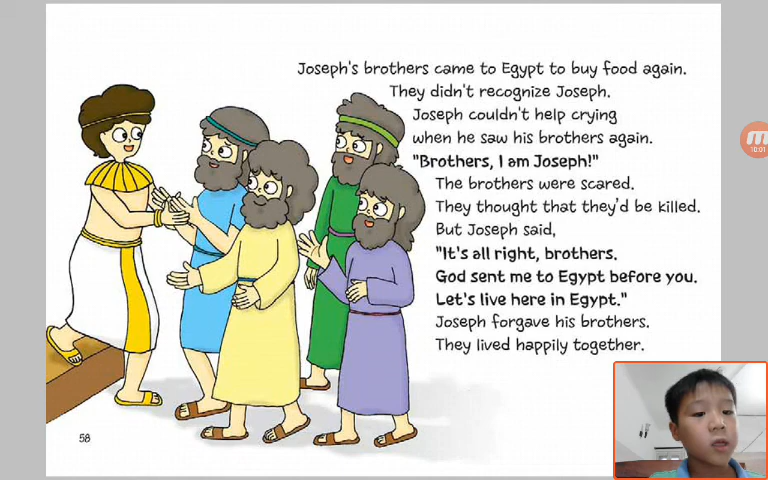 Joseph's brothers came to Egypt to buy food again.
They didn't recognize Joseph.
Joseph couldn't help crying
when he saw his brothers again.
"Brothers, I am Joseph!"
The brothers were scared.
They thought that they'd be killed.
But Joseph said,
"It's all right, brothers.
God sent me to Egypt before you.
Let's live here in Egypt."
Joseph forgave his brothers.
They lived happily together.
58
M
10:01